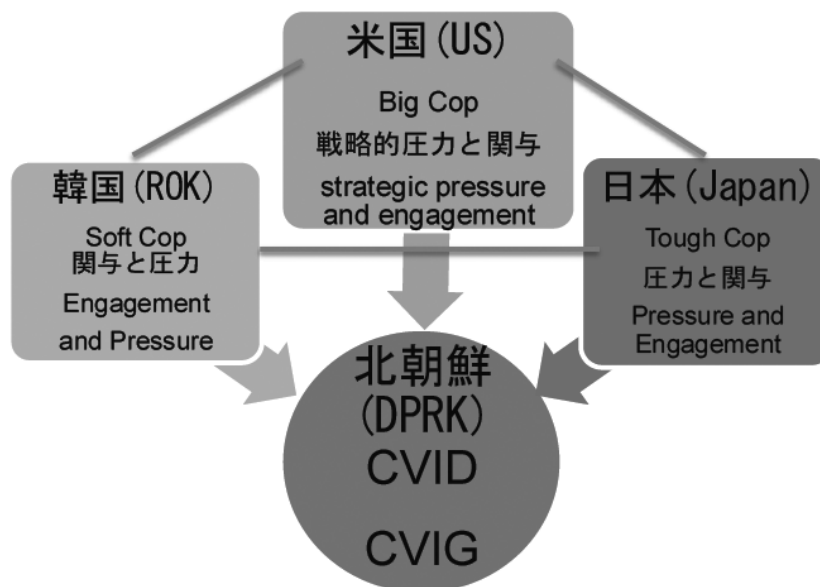 米国(US)
Big Cop
戦略的圧力と関与
strategic pressure
and engagement
韓国(ROK)
Soft Cop
関与と圧力
Engagement
and Pressure
日本(Japan)
Tough Cop
圧力と関与
Pressure and
Engagement
北朝鮮
(DPRK)
CVID
CVIG